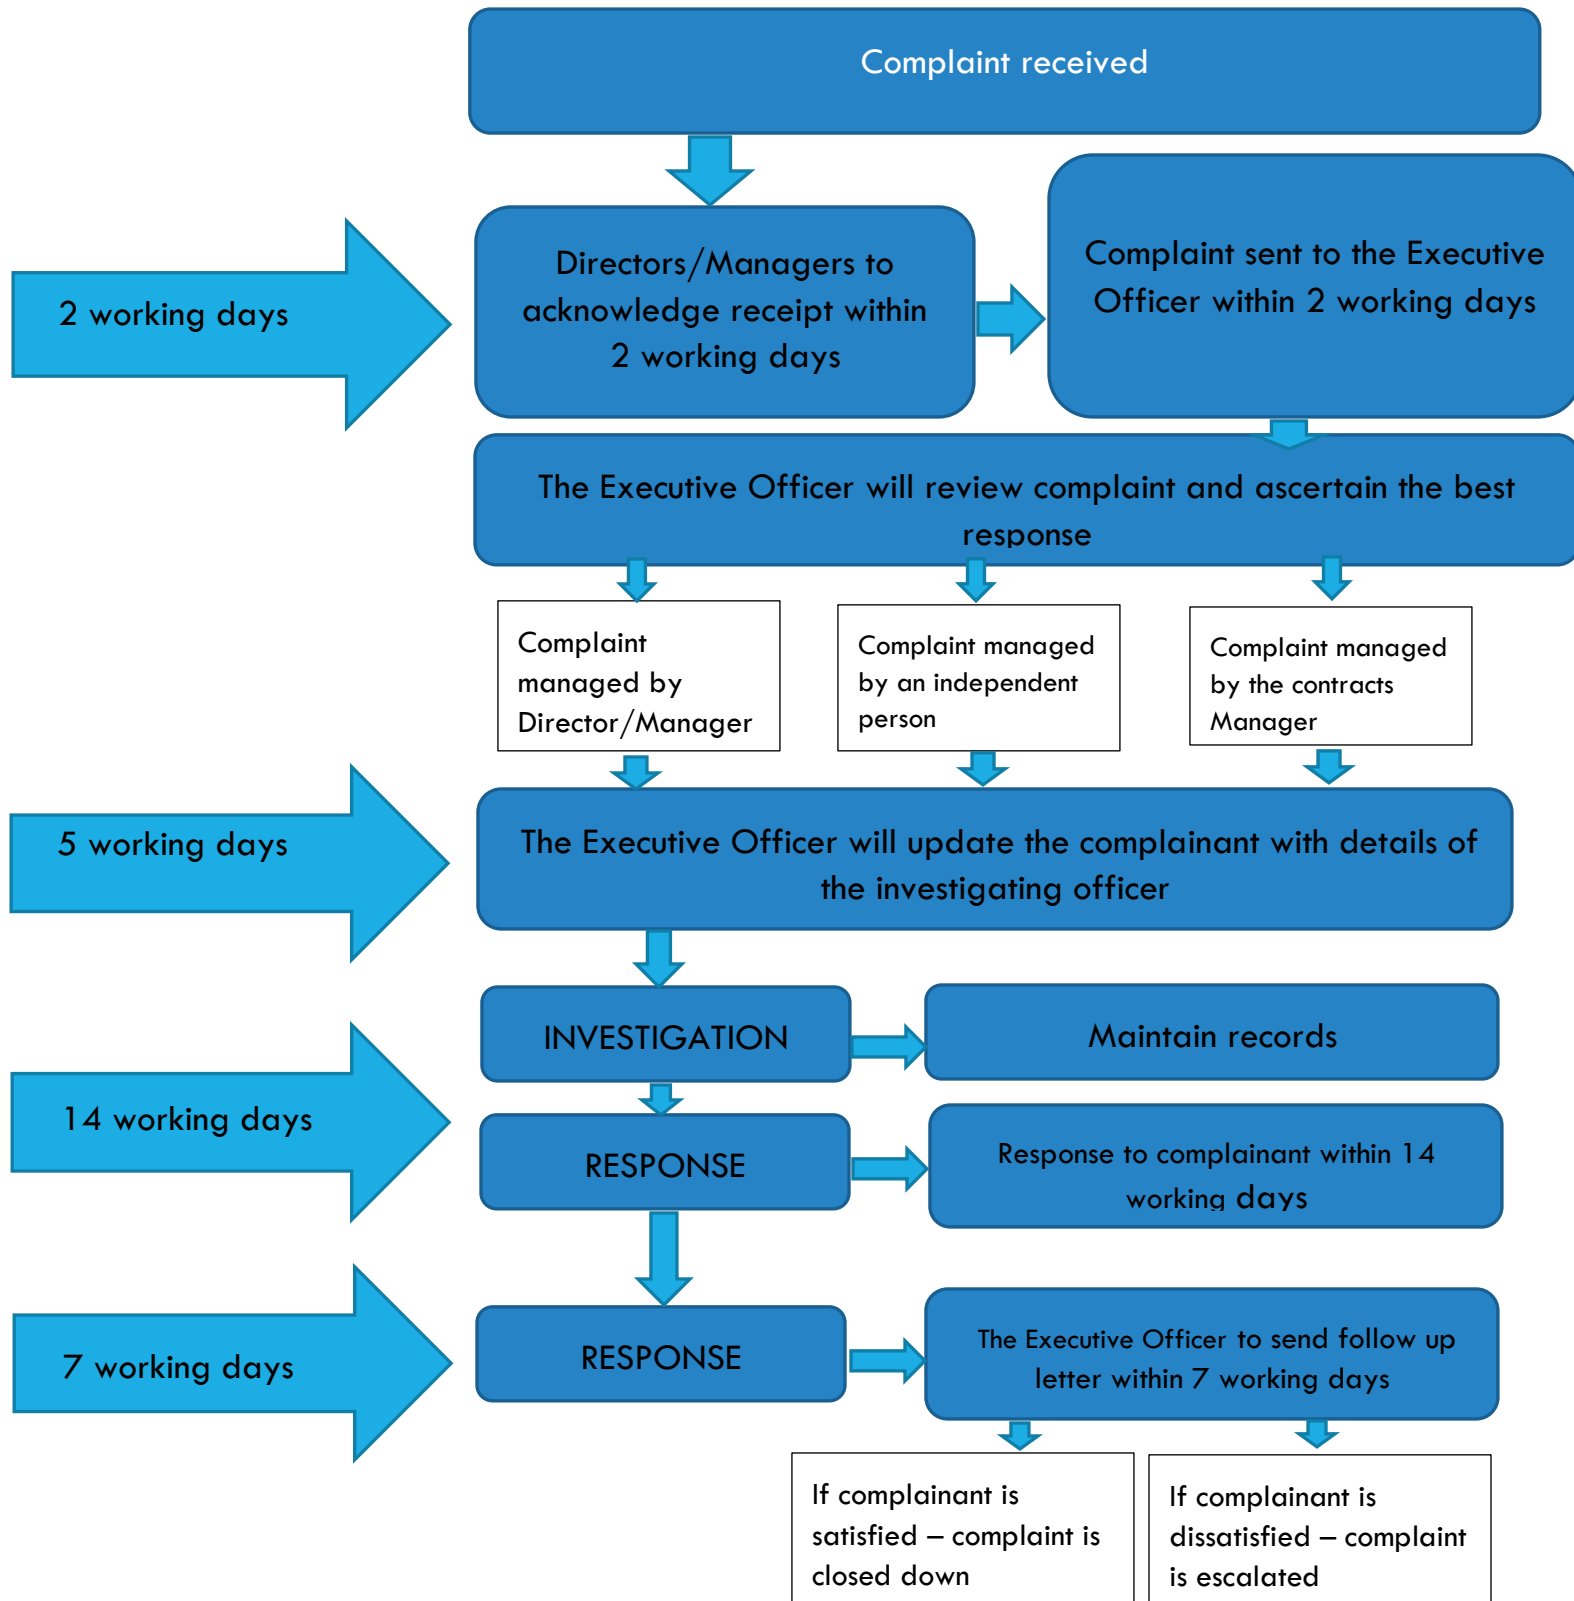 Complaint received
2 working days
Directors/Managers to
acknowledge receipt within
2 working days
Complaint sent to the Executive
Officer within 2 working days
The Executive Officer will review complaint and ascertain the best
response
Complaint
managed by
Director/Manager
Complaint managed
by an independent
person
Complaint managed
by the contracts
Manager
5 working days
The Executive Officer will update the complainant with details of
the investigating officer
INVESTIGATION
Maintain records
14 working days
RESPONSE
Response to complainant within 14
working days
7 working days
RESPONSE
The Executive Officer to send follow up
letter within 7 working days
If complainant is
satisfied – complaint is
closed down
If complainant is
dissatisfied – complaint
is escalated